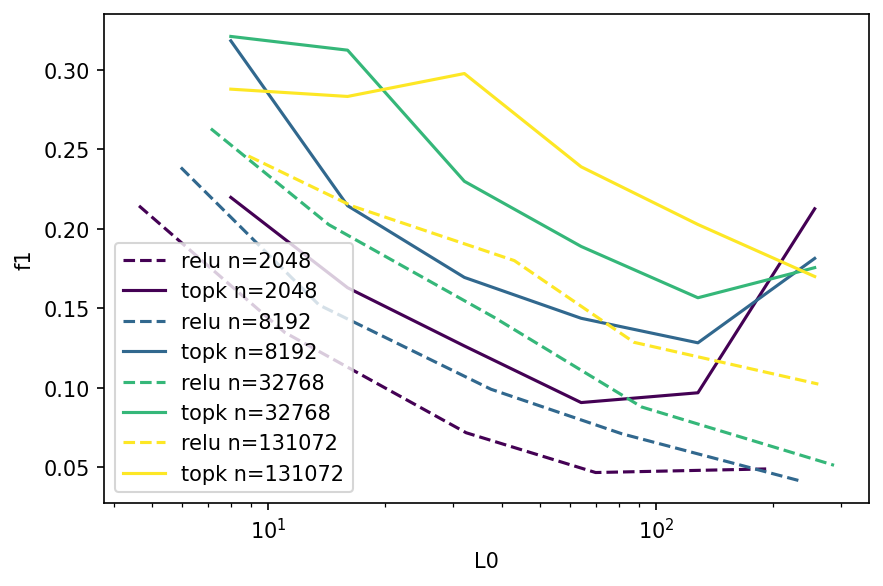 0.30
0.25
0.20
0.15
0.10
0.05
f1
relu n=2048
topk n=2048
relu n=8192
topk n=8192
relu n=32768
topk n=32768
relu n=131072
topk n=131072
10¹
10²
L0